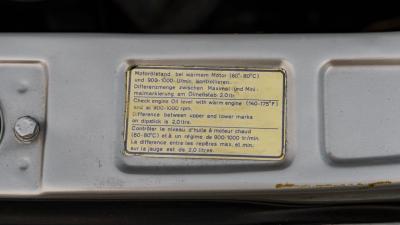 Motorölstand bei warmem Motor (60°-80°C)
und 900-1000 U/min. kontrollieren.
Differenzmenge zwischen Maximal- und Mini-
malmarkierung am Ölmeßstab 2.0 ltr.
Check engine Oil level with warm engine (140-175°F)
and at 900-1000 rpm.
Difference between upper and lower marks
on dipstick is 2,0 litre.
Contrôler le niveau d'huile à moteur chaud
(60-80°C) et à un régime de 900-1000 tr/min.
La différence entre les repères max. et min.
sur la jauge est de 2,0 litres.